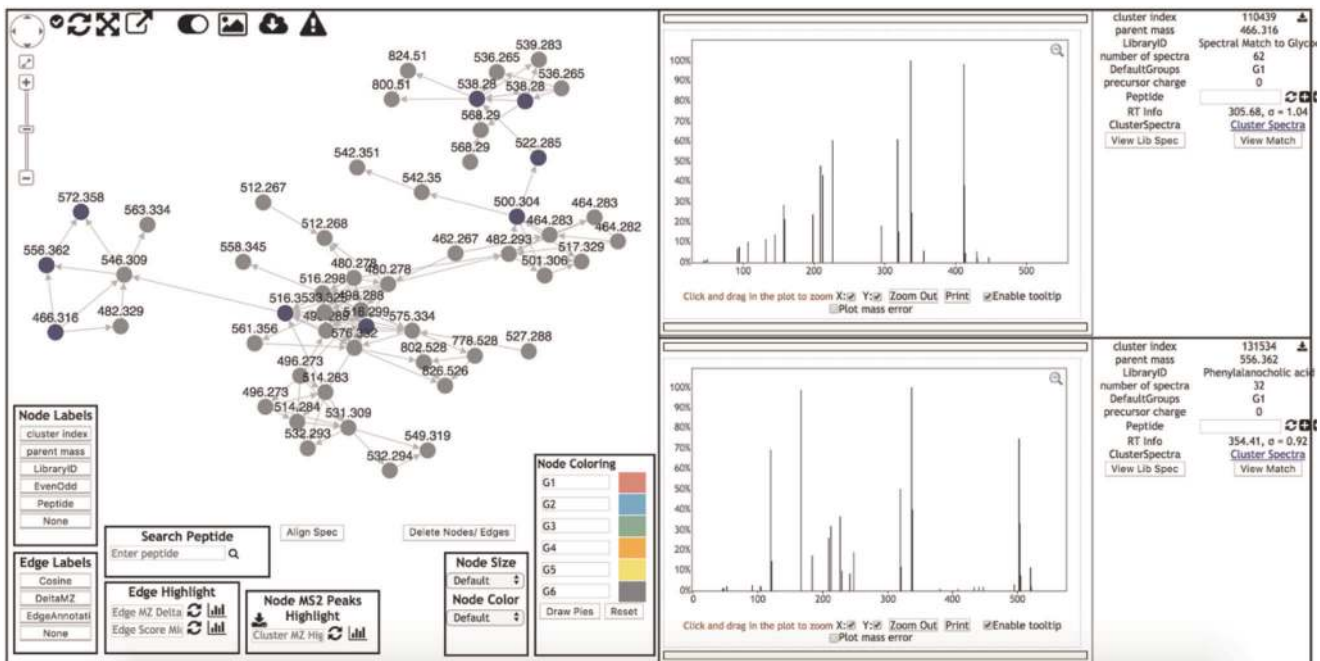 824.51
539.283
536.265
536.265
800.51
538.28
538.28
568.29
568.29
522.285
542.351
542.35
512.267
572.358
563.334
500.304
464.283
464.283
464.282
512.268
556.362
546.309
558.345
462.267
482.293
517.329
501.306
480.278
480.278
516.298
498.288
516.299
466.316
482.329
575.334
561.356
576.332
802.528
778.528
527.288
826.526
496.273
514.283
496.273
514.284
531.309
532.293
549.319
532.294
Node Labels
cluster index
parent mass
LibraryID
EvenOdd
Peptide
None
Edge Labels
Cosine
DeltaMZ
EdgeAnnotati
None
Search Peptide
Enter peptide
Edge Highlight
Edge MZ Delta
Edge Score Mi
Node MS2 Peaks
Highlight
Cluster MZ Hig
Align Spec
Delete Nodes/ Edges
Node Size
Default
Node Color
Default
Node Coloring
G1
G2
G3
G4
G5
G6
Draw Pies
Reset
100%
90%
80%
70%
60%
50%
40%
30%
20%
10%
0%
100 200 300 400 500
Click and drag in the plot to zoom X: Y: Zoom Out Print Enable tooltip
Plot mass error
cluster index 110439
parent mass 466.316
LibraryID Spectral Match to Glyco
number of spectra 62
DefaultGroups G1
precursor charge 0
Peptide
RT Info 305.68, σ = 1.04
ClusterSpectra Cluster Spectra
View Lib Spec View Match
100%
90%
80%
70%
60%
50%
40%
30%
20%
10%
0%
0 100 200 300 400 500
Click and drag in the plot to zoom X: Y: Zoom Out Print Enable tooltip
Plot mass error
cluster index 131534
parent mass 556.362
LibraryID Phenylalanocholic acid
number of spectra 32
DefaultGroups G1
precursor charge 0
Peptide
RT Info 354.41, σ = 0.92
ClusterSpectra Cluster Spectra
View Lib Spec View Match